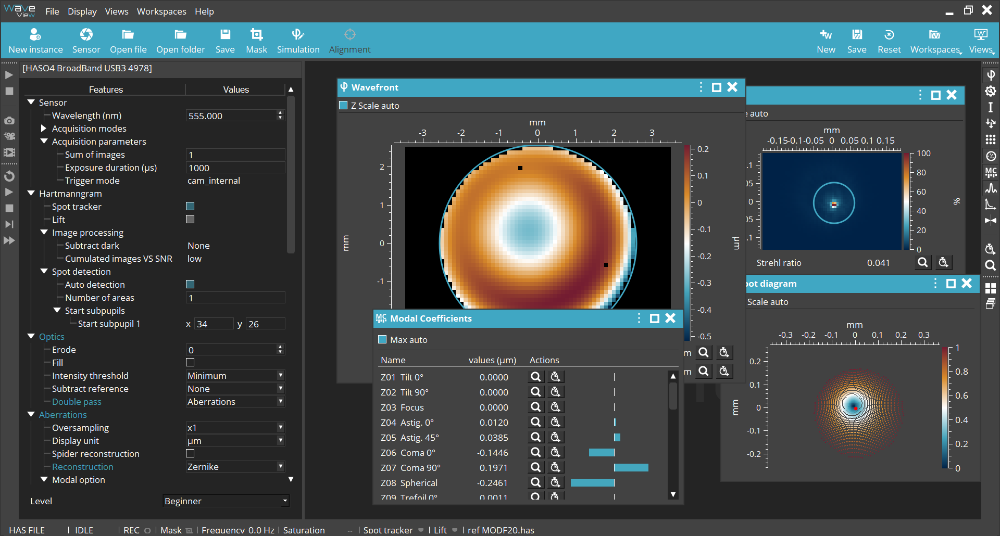 Wave View File Display Views Workspaces Help
New instance Sensor Open file Open folder Save Mask Simulation Alignment New Save Reset Workspaces Views
[HASO4 BroadBand USB3 4978]
Features Values
Sensor
Wavelength (nm) 555.000
Acquisition modes
Acquisition parameters
Sum of images 1
Exposure duration (µs) 1000
Trigger mode cam_internal
Hartmanngram
Spot tracker
Lift
Image processing
Subtract dark None
Cumulated images VS SNR low
Spot detection
Auto detection
Number of areas 1
Start subpupils
Start subpupil 1 x 34 y 26
Optics
Erode 0
Fill
Intensity threshold Minimum
Subtract reference None
Double pass Aberrations
Aberrations
Oversampling x1
Display unit µm
Spider reconstruction
Reconstruction Zernike
Modal option
Level Beginner
Wavefront
Z Scale auto
mm
-3 -2 -1 0 1 2 3
2
1
0
-1
mm
0.2
0.1
0
-0.1
-0.2
-0.3
-0.4
-0.5
µm
m
m
e auto
mm
-0.15 -0.1 -0.05 0 0.05 0.1 0.15
.1
05
0
05
.1
100
80
60
40
20
0
%
Strehl ratio 0.041
pot diagram
Scale auto
mm
-0.3 -0.2 -0.1 0 0.1 0.2 0.3
0.2
0.1
0
-0.1
-0.2
mm
1
0.8
0.6
0.4
0.2
0
MC Modal Coefficients
Max auto
Name values (µm) Actions
Z01 Tilt 0° 0.0000
Z02 Tilt 90° 0.0000
Z03 Focus 0.0000
Z04 Astig. 0° 0.0120
Z05 Astig. 45° 0.0385
Z06 Coma 0° -0.1446
Z07 Coma 90° 0.1971
Z08 Spherical -0.2461
Z09 Trefoil 0° 0.0011
MC
HAS FILE | IDLE | REC | Mask | Frequency 0.0 Hz | Saturation -- | Spot tracker | Lift | ref MODF20.has